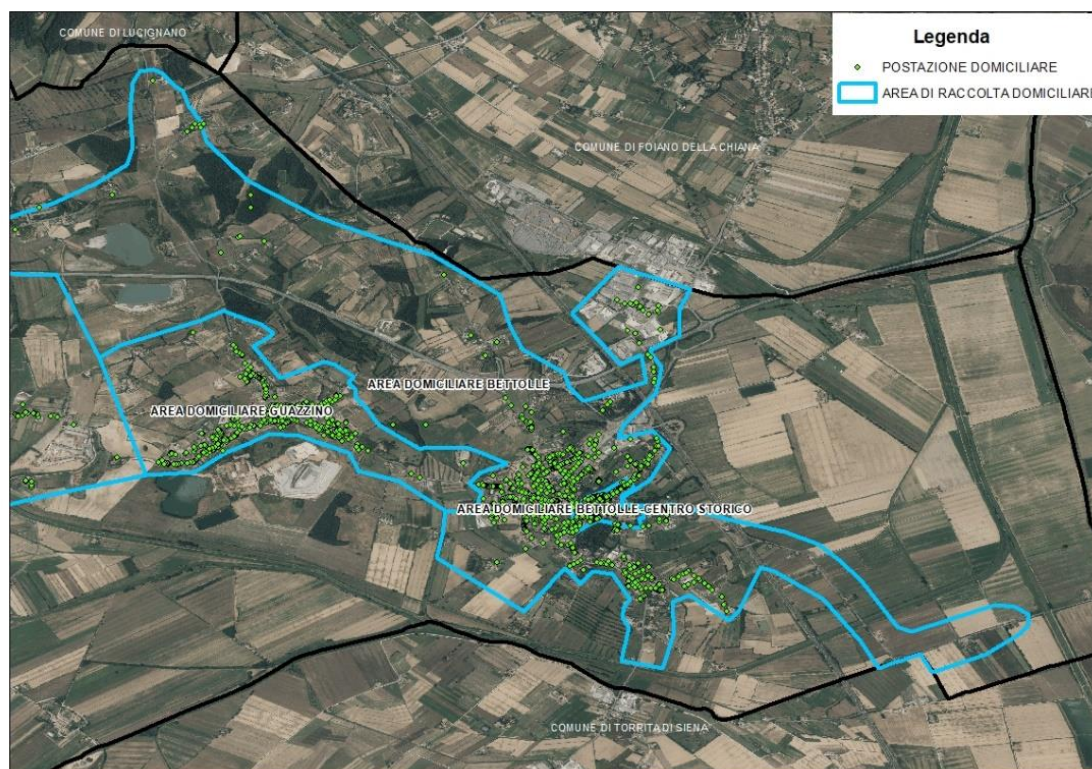 COMUNE DI LUCIGNANO
Legenda
POSTAZIONE DOMICILIARE
AREA DI RACCOLTA DOMICILIARE
COMUNE DI FOIANO DELLA CHIANA
AREA DOMICILIARE BETTOLLE
AREA DOMICILIARE GUAZZINO
AREA DOMICILIARE BETTOLLE-CENTRO STORICO
COMUNE DI TORRITA DI SIENA